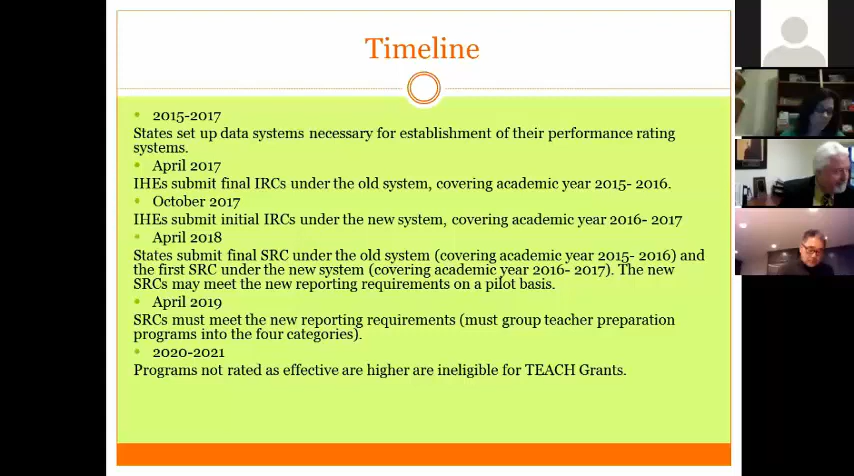 Timeline
• 2015-2017
States set up data systems necessary for establishment of their performance rating
systems.
• April 2017
IHEs submit final IRCs under the old system, covering academic year 2015- 2016.
• October 2017
IHEs submit initial IRCs under the new system, covering academic year 2016- 2017
• April 2018
States submit final SRC under the old system (covering academic year 2015- 2016) and
the first SRC under the new system (covering academic year 2016- 2017). The new
SRCs may meet the new reporting requirements on a pilot basis.
• April 2019
SRCs must meet the new reporting requirements (must group teacher preparation
programs into the four categories).
• 2020-2021
Programs not rated as effective are higher are ineligible for TEACH Grants.